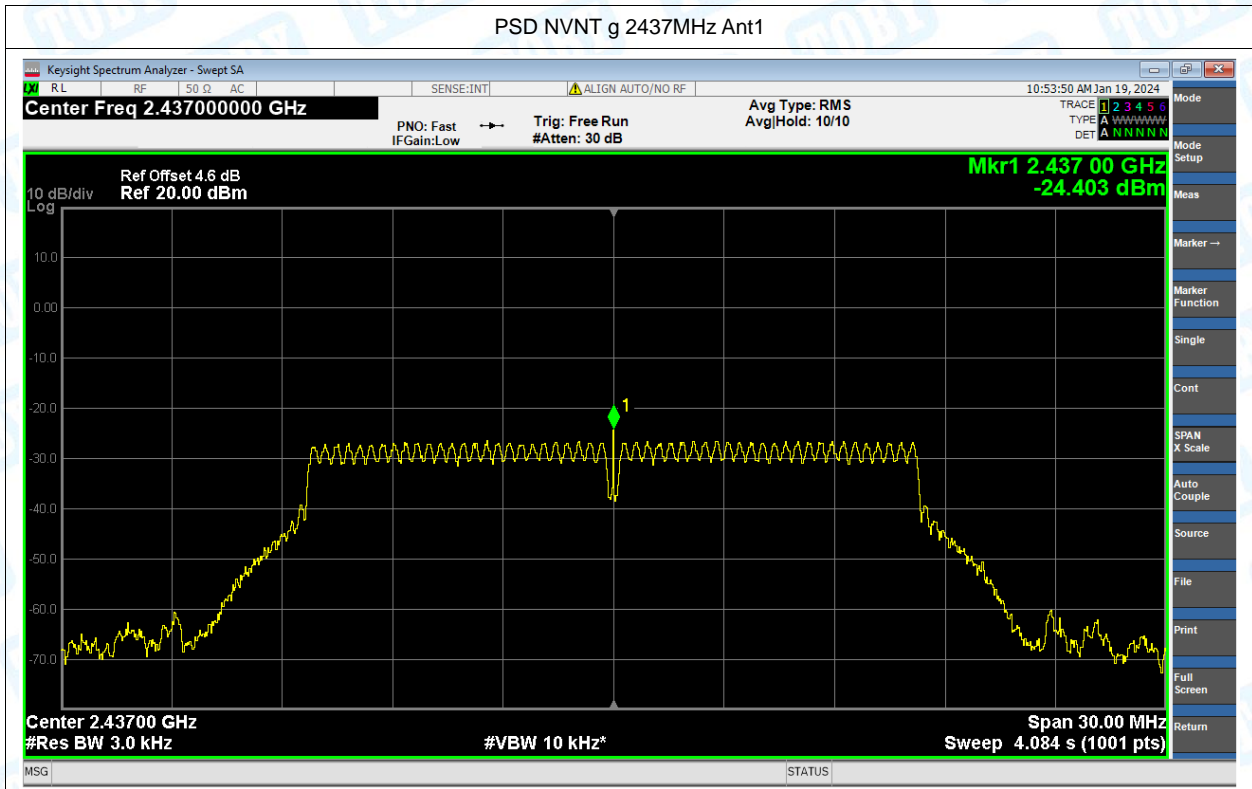 PSD NVNT g 2437MHz Ant1
Keysight Spectrum Analyzer - Swept SA
LXI RL RF 50 Ω AC SENSE:INT ALIGN AUTO/NO RF 10:53:50 AM Jan 19, 2024
Center Freq 2.437000000 GHz
PNO: Fast
IFGain:Low
Trig: Free Run
#Atten: 30 dB
Avg Type: RMS
Avg|Hold: 10/10
TRACE 1 2 3 4 5 6
TYPE A WWWWW
DET A N N N N N
Mkr1 2.437 00 GHz
-24.403 dBm
Ref Offset 4.6 dB
10 dB/div Ref 20.00 dBm
Log
10.0
0.00
-10.0
-20.0
-30.0
-40.0
-50.0
-60.0
-70.0
1
Center 2.43700 GHz Span 30.00 MHz
#Res BW 3.0 kHz #VBW 10 kHz* Sweep 4.084 s (1001 pts)
MSG STATUS
Mode
Mode
Setup
Meas
Marker →
Marker
Function
Single
Cont
SPAN
X Scale
Auto
Couple
Source
File
Print
Full
Screen
Return
TOBY